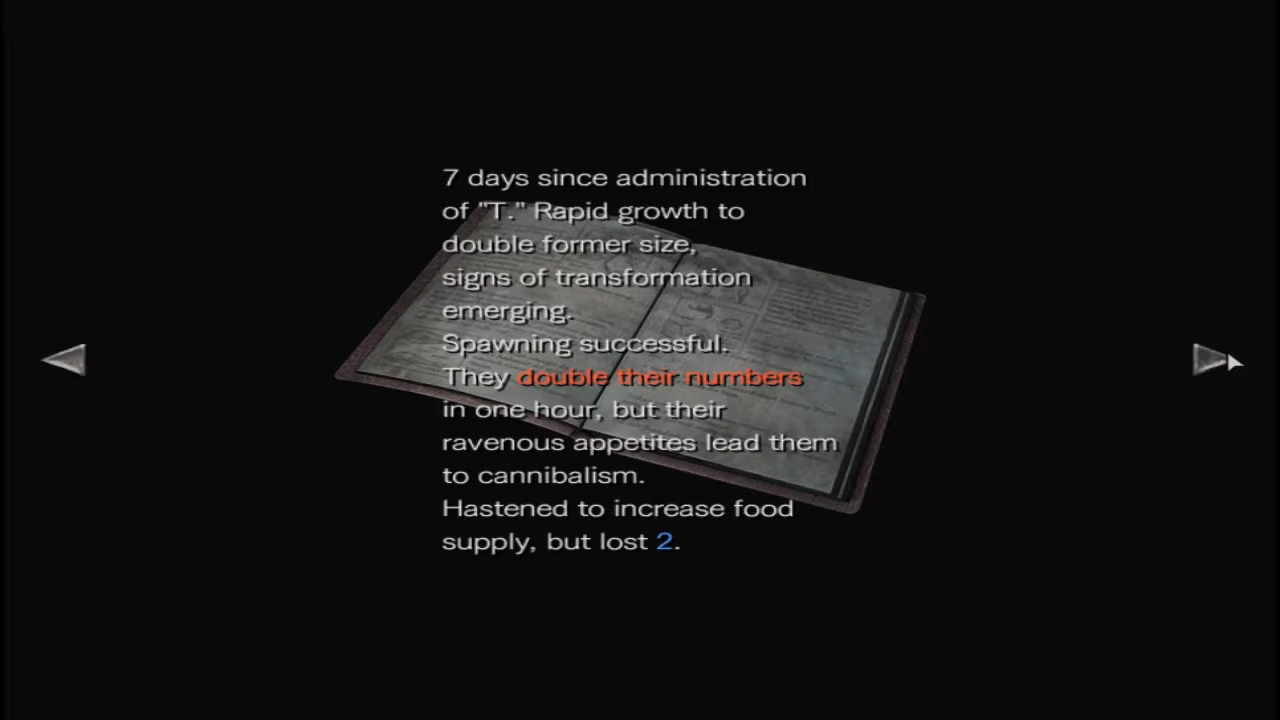 7 days since administration
of "T." Rapid growth to
double former size,
signs of transformation
emerging.
Spawning successful.
They double their numbers
in one hour, but their
ravenous appetites lead them
to cannibalism.
Hastened to increase food
supply, but lost 2.